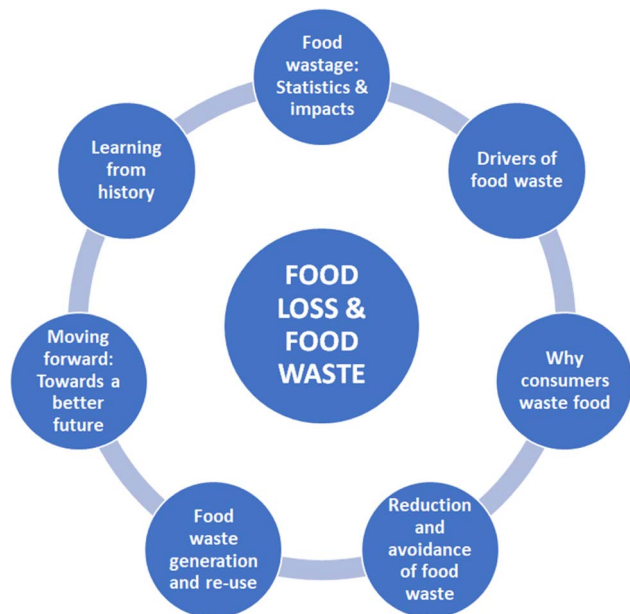 Food
wastage:
Statistics &
impacts
Drivers of
food waste
Why
consumers
waste food
Reduction
and
avoidance
of food
waste
Food
waste
generation
and re-use
Moving
forward:
Towards a
better
future
Learning
from
history
FOOD
LOSS &
FOOD
WASTE